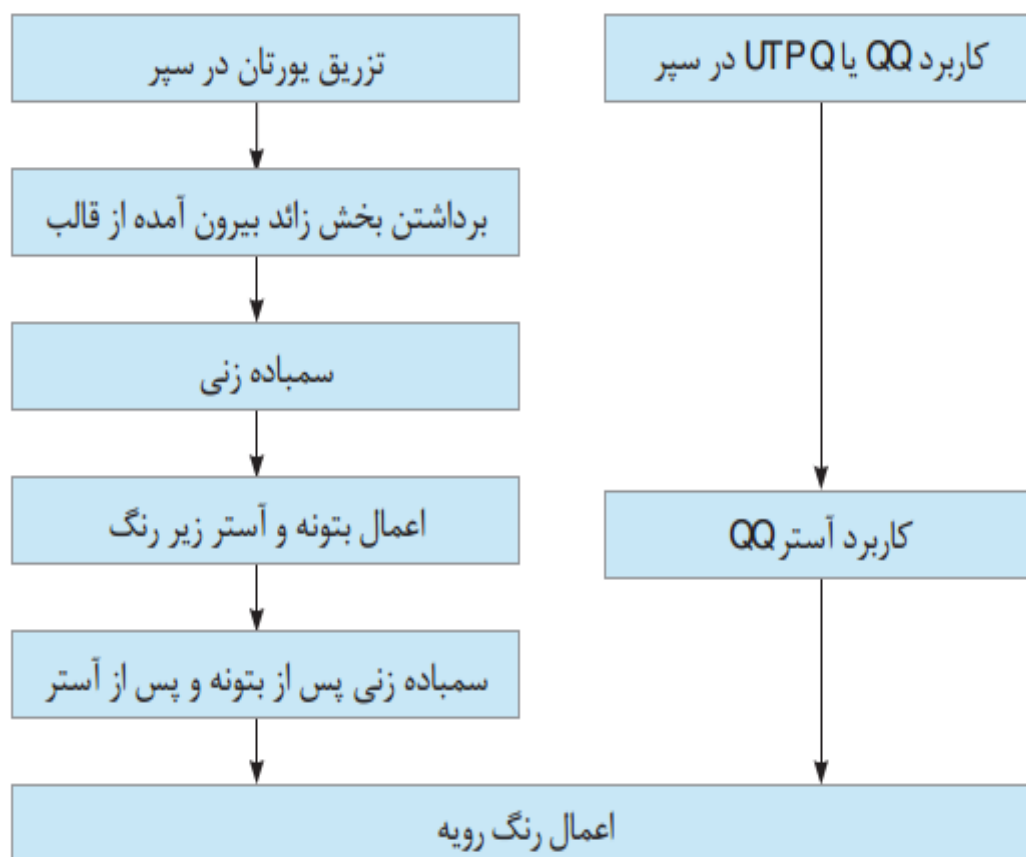 کاربرد QQ یا UTPQ در سپر
کاربرد آستر QQ
تزریق یورتان در سپر
برداشتن بخش زائد بیرون آمده از قالب
سمباده زنی
اعمال بتونه و آستر زیر رنگ
سمباده زنی پس از بتونه و پس از آستر
اعمال رنگ رویه